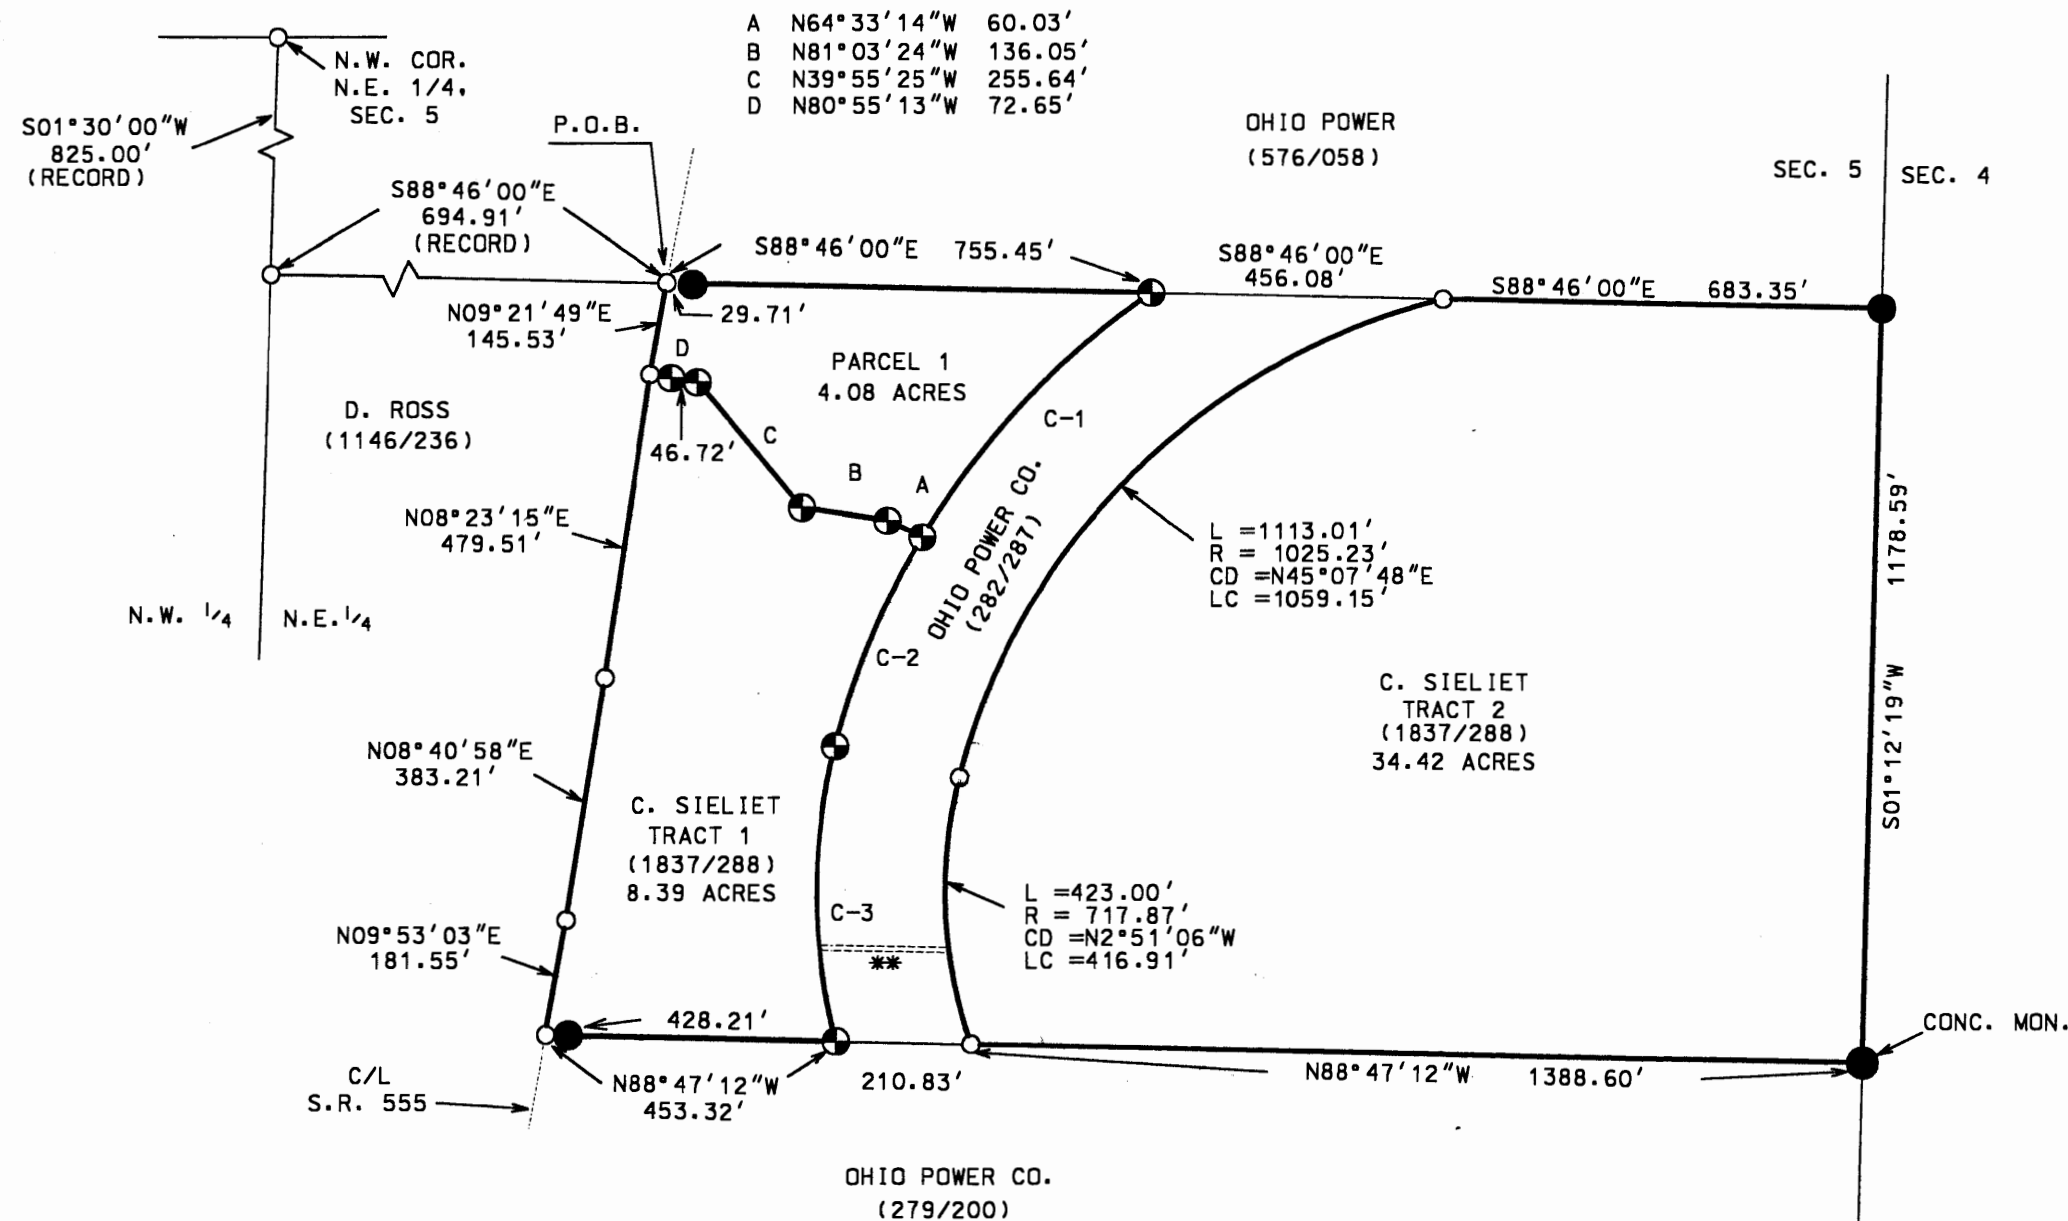 A N64°33'14"W 60.03'
B N81°03'24"W 136.05'
C N39°55'25"W 255.64'
D N80°55'13"W 72.65'
N.W. COR.
N.E. 1/4.
SEC. 5
S01°30'00"W
825.00'
(RECORD)
P.O.B.
OHIO POWER
(576/058)
SEC. 5
SEC. 4
S88°46'00"E
694.91'
(RECORD)
S88°46'00"E 755.45'
S88°46'00"E
456.08'
S88°46'00"E 683.35'
N09°21'49"E
145.53'
29.71'
D
PARCEL 1
4.08 ACRES
D. ROSS
(1146/236)
46.72'
C
B
A
C-1
OHIO POWER CO.
(282/287)
N08°23'15"E
479.51'
L =1113.01'
R = 1025.23'
CD =N45°07'48"E
LC =1059.15'
1178.59'
S01°12'19"W
N.W. 1/4
N.E. 1/4
C-2
C. SIELIET
TRACT 2
(1837/288)
34.42 ACRES
N08°40'58"E
383.21'
C. SIELIET
TRACT 1
(1837/288)
8.39 ACRES
C-3
**
L =423.00'
R = 717.87'
CD =N2°51'06"W
LC =416.91'
N09°53'03"E
181.55'
428.21'
CONC. MON.
C/L
S.R. 555
N88°47'12"W
453.32'
210.83'
N88°47'12"W 1388.60'
OHIO POWER CO.
(279/200)